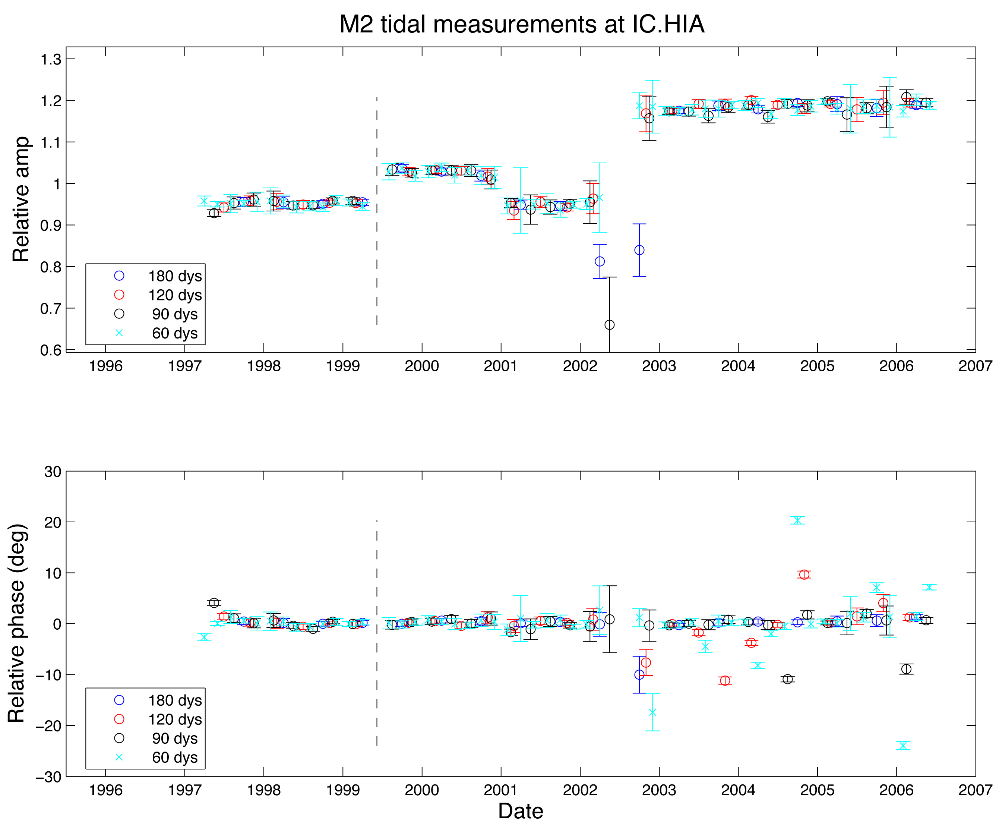 M2 tidal measurements at IC.HIA
Relative amp
1.3
1.2
1.1
1
0.9
0.8
0.7
0.6
180 dys
120 dys
90 dys
60 dys
1996 1997 1998 1999 2000 2001 2002 2003 2004 2005 2006 2007
Relative phase (deg)
30
20
10
0
−10
−20
−30
180 dys
120 dys
90 dys
60 dys
1996 1997 1998 1999 2000 2001 2002 2003 2004 2005 2006 2007
Date